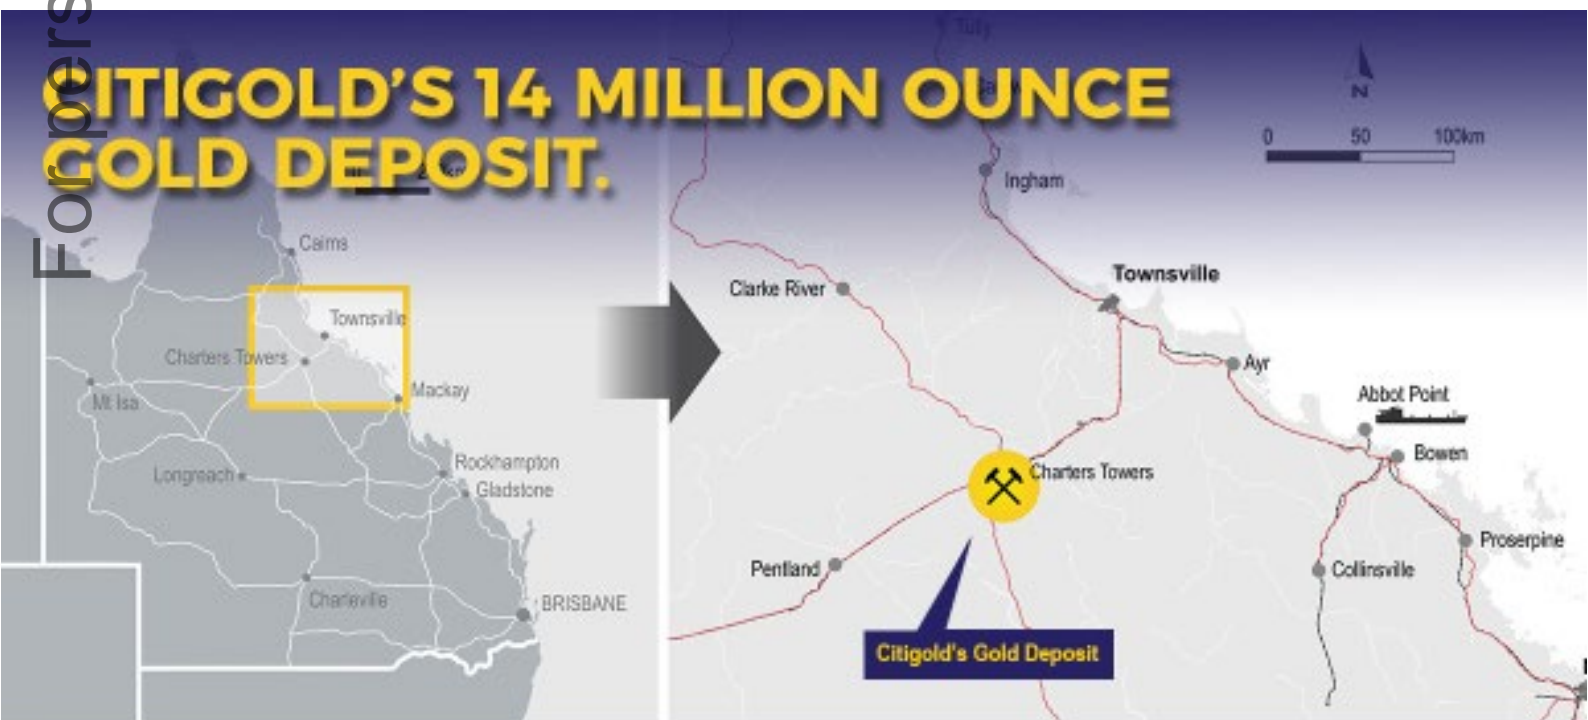 For pers
CITIGOLD'S 14 MILLION OUNCE
GOLD DEPOSIT.
Cairns
Townsville
Charters Towers
Mackay
Mt Isa
Rockhampton
Longreach
Gladstone
Charleville
BRISBANE
Tully
N
0 50 100km
Ingham
Townsville
Clarke River
Ayr
Abbot Point
Bowen
Charters Towers
Proserpine
Pentland
Collinsville
Citigold's Gold Deposit